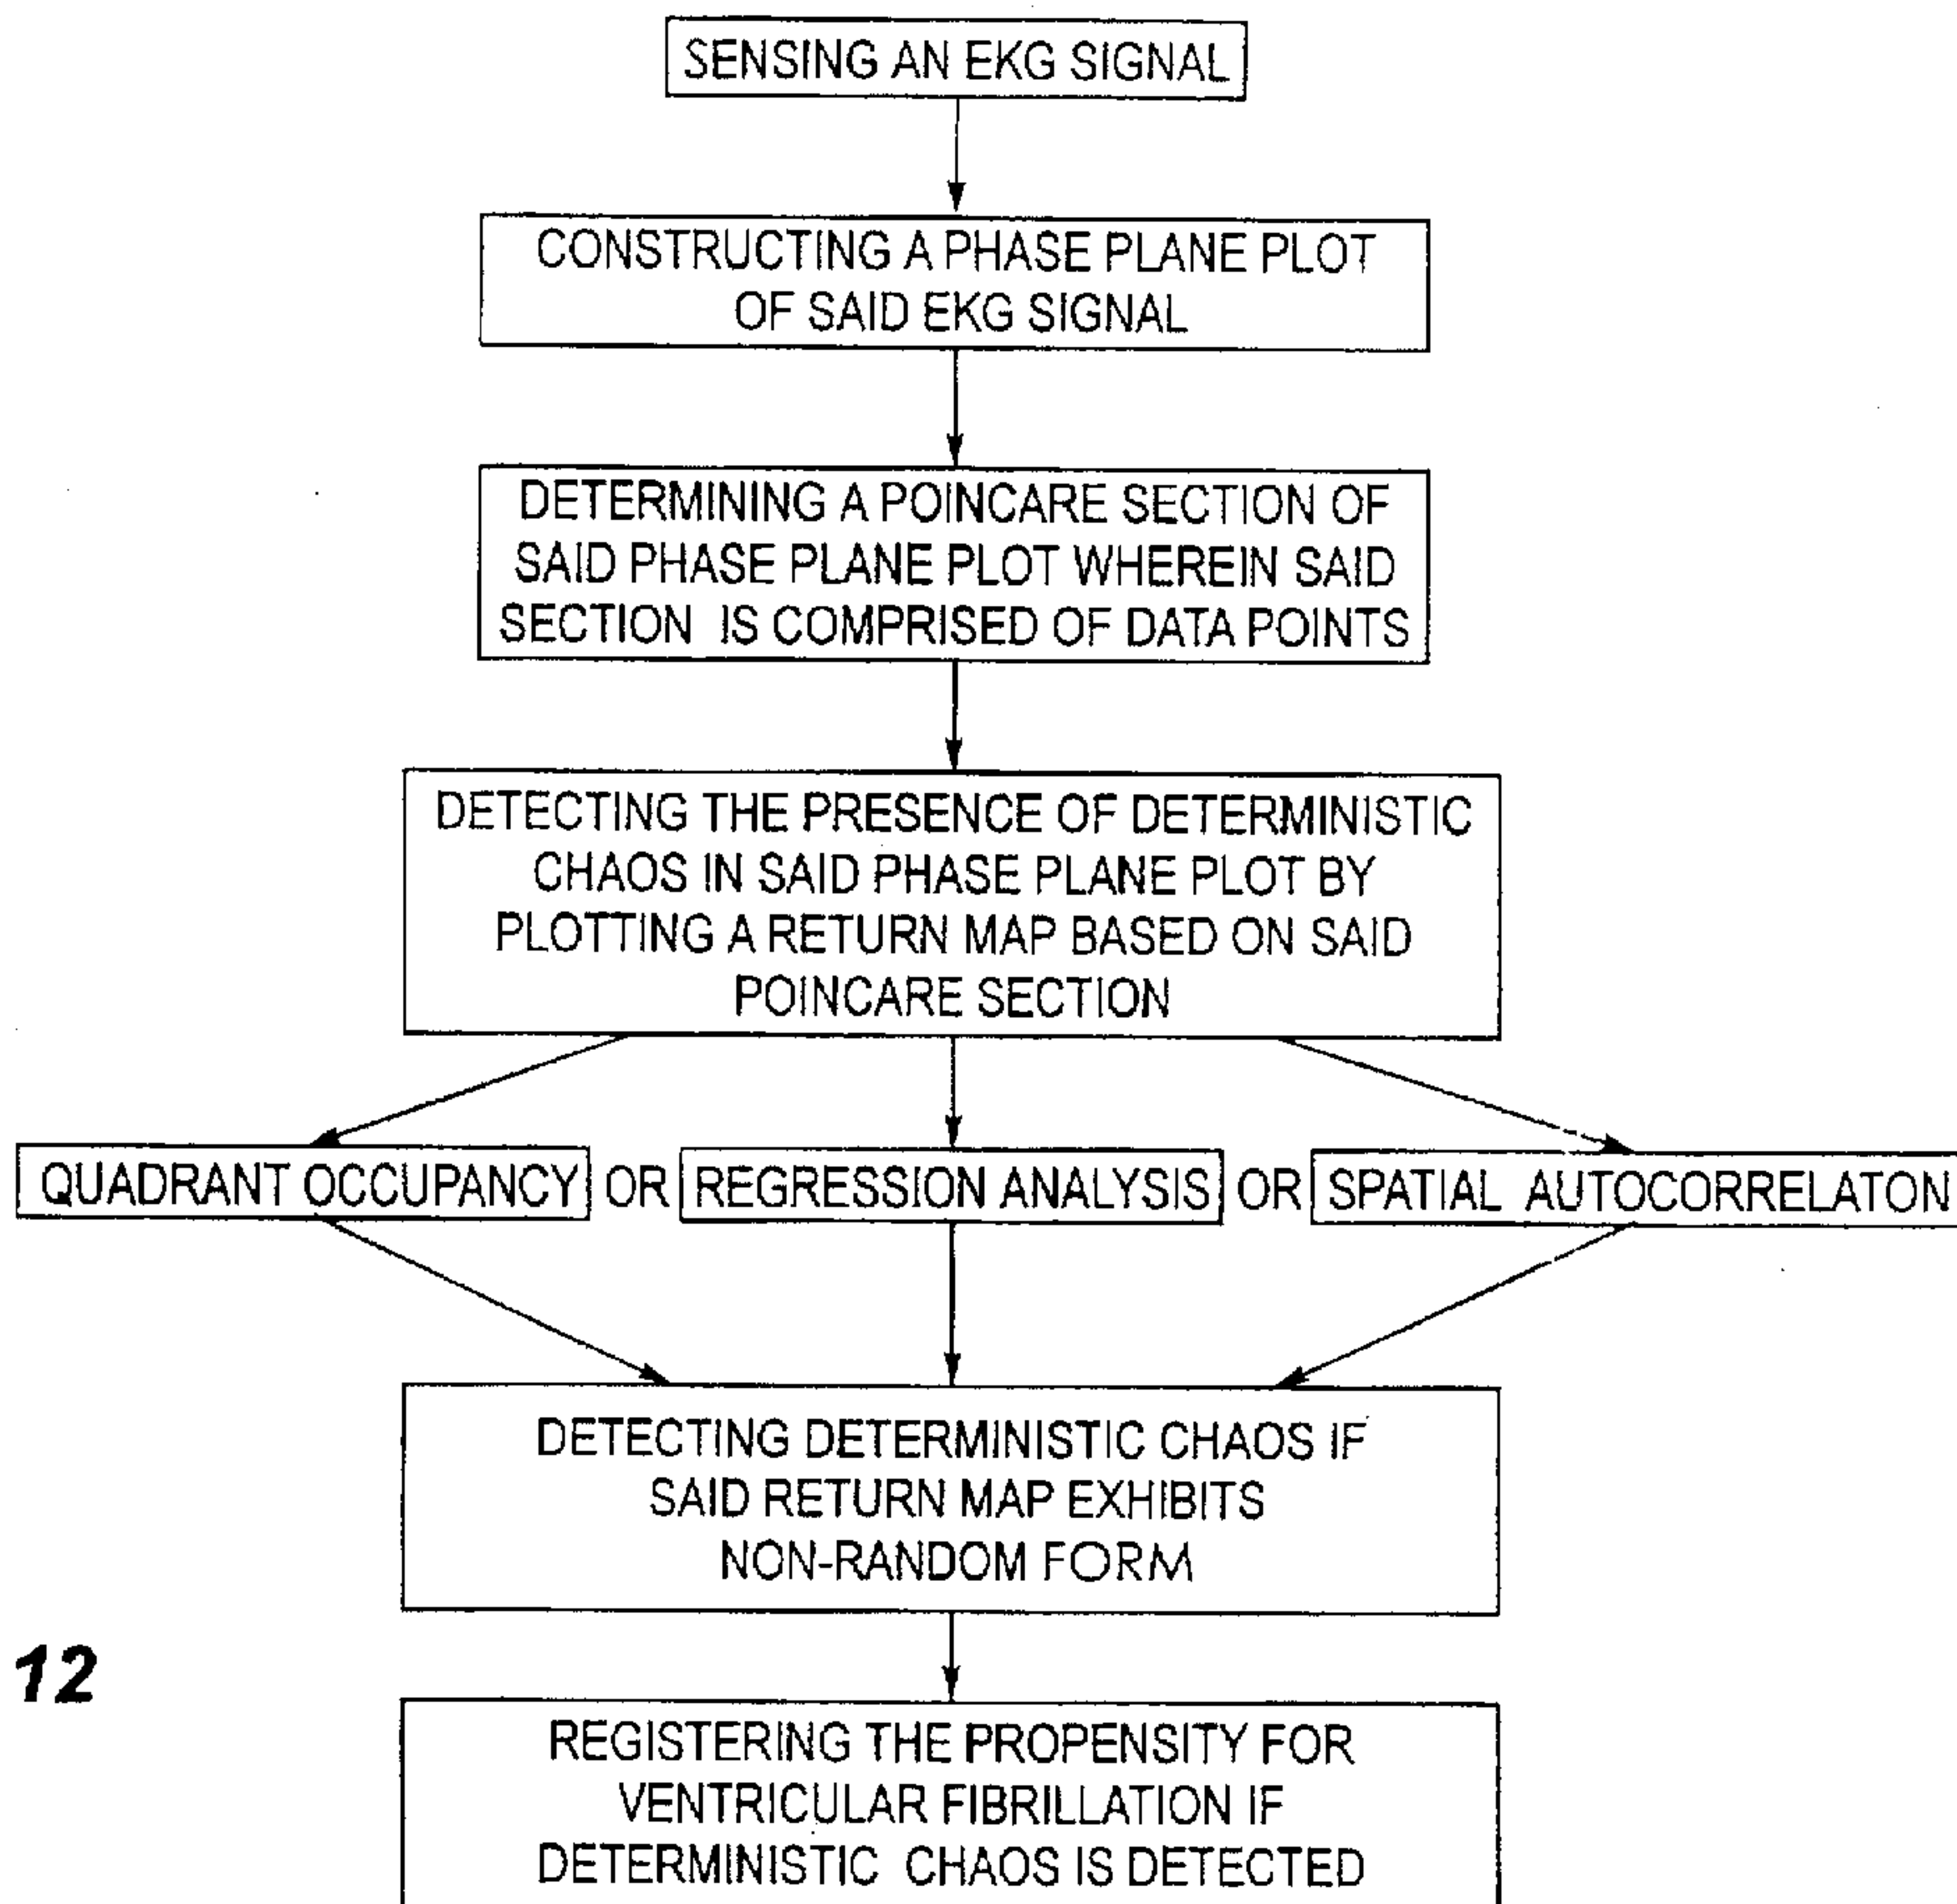 SENSING AN EKG SIGNAL
CONSTRUCTING A PHASE PLANE PLOT
OF SAID EKG SIGNAL
DETERMINING A POINCARE SECTION OF
SAID PHASE PLANE PLOT WHEREIN SAID
SECTION IS COMPRISED OF DATA POINTS
DETECTING THE PRESENCE OF DETERMINISTIC
CHAOS IN SAID PHASE PLANE PLOT BY
PLOTTING A RETURN MAP BASED ON SAID
POINCARE SECTION
QUADRANT OCCUPANCY OR REGRESSION ANALYSIS OR SPATIAL AUTOCORRELATON
DETECTING DETERMINISTIC CHAOS IF
SAID RETURN MAP EXHIBITS
NON-RANDOM FORM
12
REGISTERING THE PROPENSITY FOR
VENTRICULAR FIBRILLATION IF
DETERMINISTIC CHAOS IS DETECTED